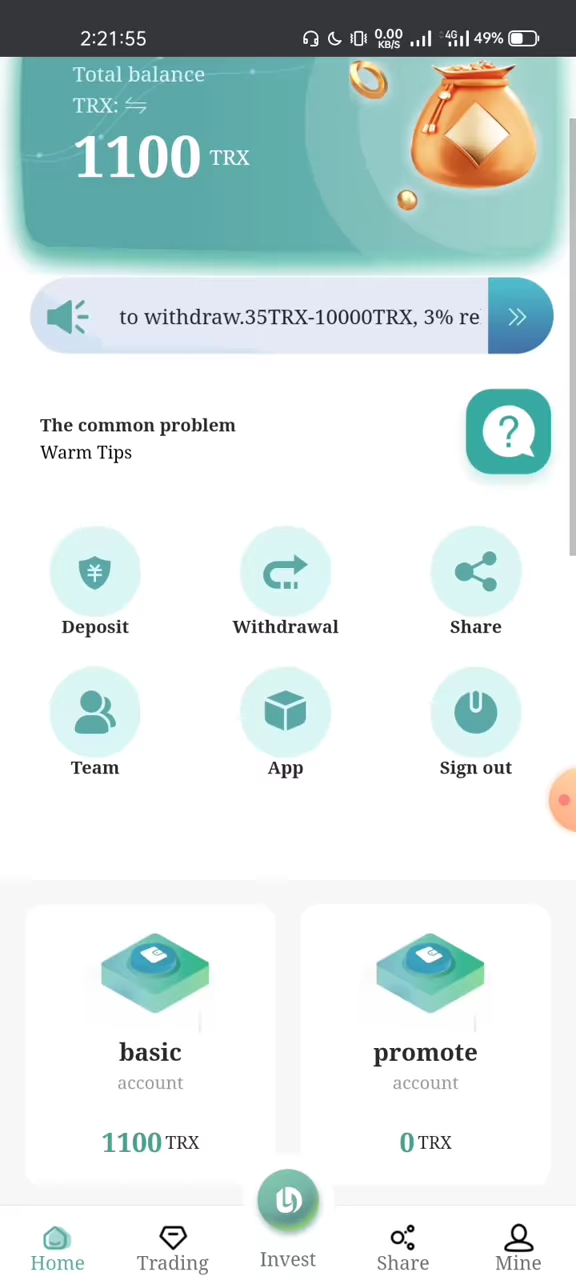 2:21:55
0.00
KB/S
4G
49%
Total balance
TRX:
1100 TRX
to withdraw.35TRX-10000TRX, 3% re
The common problem
Warm Tips
?
¥
Deposit
Withdrawal
Share
Team
App
Sign out
basic
promote
account
account
1100 TRX
0 TRX
Home
Trading
Invest
Share
Mine